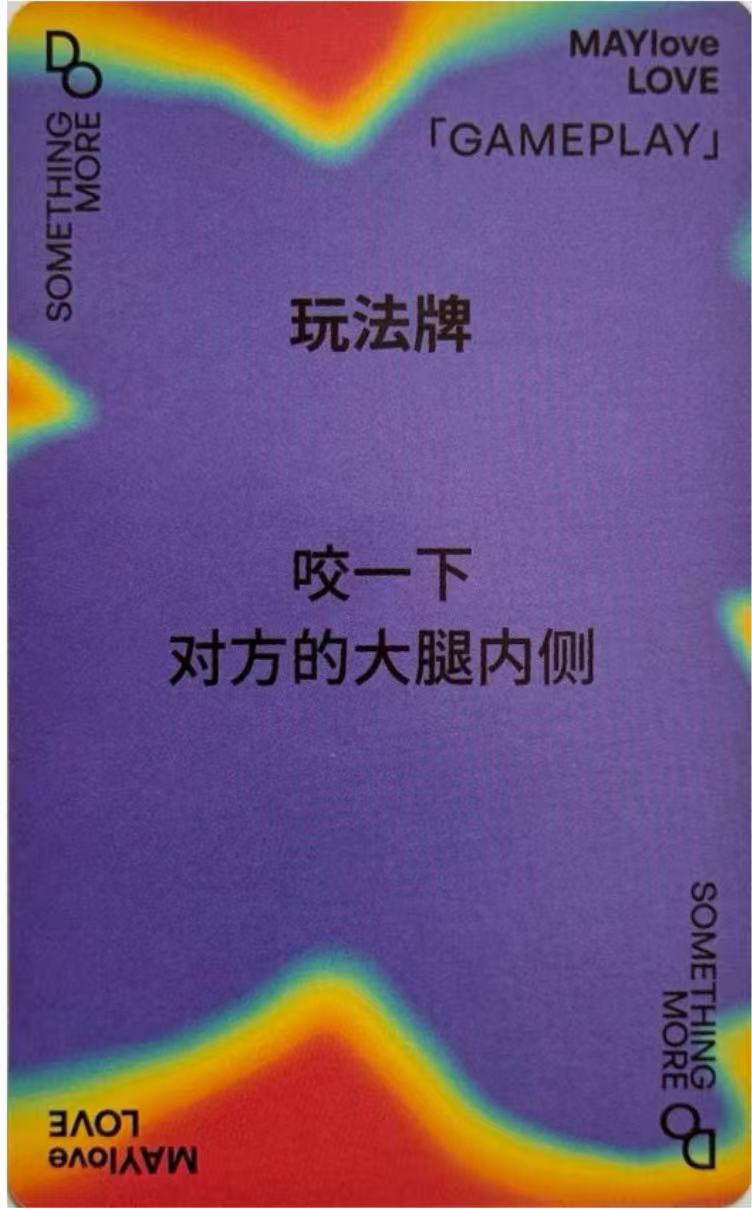 DO
SOMETHING
MORE
MAYlove
LOVE
「GAMEPLAY」
玩法牌
咬一下
对方的大腿内侧
SOMETHING
MORE
DO
MAYlove
LOVE